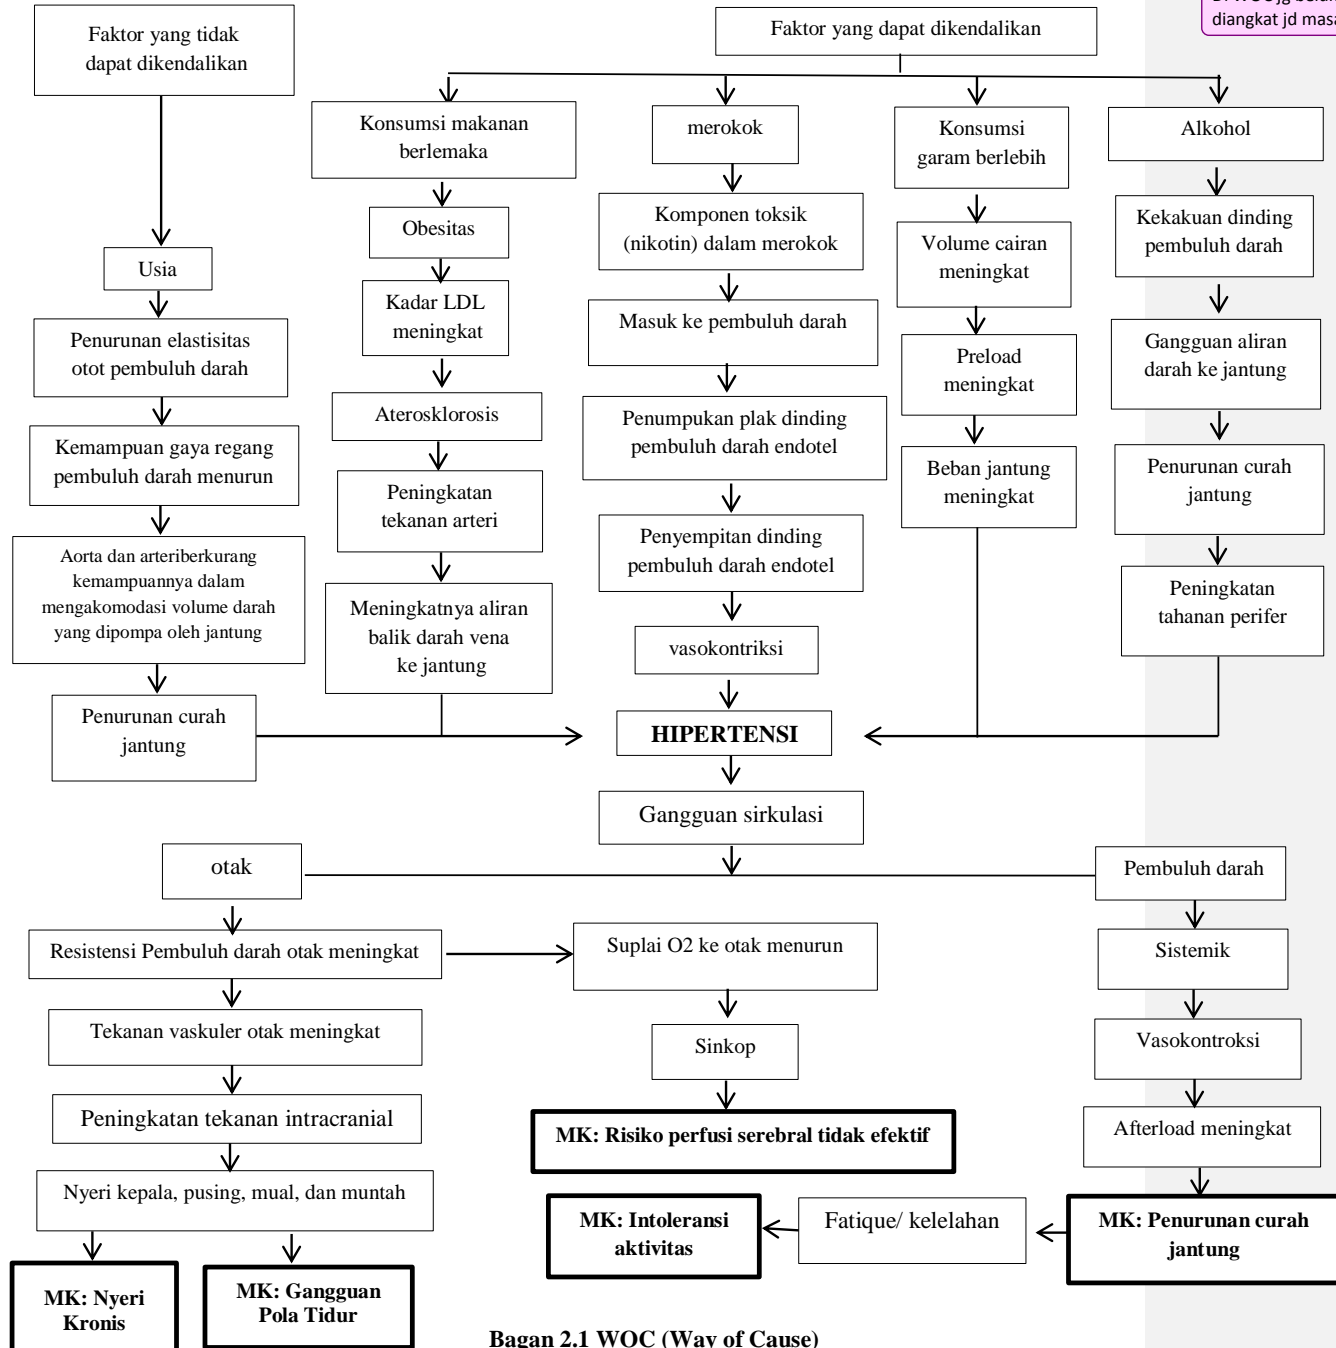 Faktor yang tidak
dapat dikendalikan
Faktor yang dapat dikendalikan
diangkat jd masa
Konsumsi makanan
berlemaka
merokok
Konsumsi
garam berlebih
Alkohol
Usia
Obesitas
Komponen toksik
(nikotin) dalam merokok
Volume cairan
meningkat
Kekakuan dinding
pembuluh darah
Penurunan elastisitas
otot pembuluh darah
Kadar LDL
meningkat
Masuk ke pembuluh darah
Preload
meningkat
Gangguan aliran
darah ke jantung
Kemampuan gaya regang
pembuluh darah menurun
Aterosklorosis
Penumpukan plak dinding
pembuluh darah endotel
Beban jantung
meningkat
Penurunan curah
jantung
Aorta dan arteriberkurang
kemampuannya dalam
mengakomodasi volume darah
yang dipompa oleh jantung
Peningkatan
tekanan arteri
Penyempitan dinding
pembuluh darah endotel
Peningkatan
tahanan perifer
Meningkatnya aliran
balik darah vena
ke jantung
vasokontriksi
Penurunan curah
jantung
HIPERTENSI
Gangguan sirkulasi
otak
Pembuluh darah
Resistensi Pembuluh darah otak meningkat
Suplai O2 ke otak menurun
Sistemik
Tekanan vaskuler otak meningkat
Sinkop
Vasokontroksi
Peningkatan tekanan intracranial
MK: Risiko perfusi serebral tidak efektif
Afterload meningkat
Nyeri kepala, pusing, mual, dan muntah
MK: Intoleransi
aktivitas
Fatique/ kelelahan
MK: Penurunan curah
jantung
MK: Nyeri
Kronis
MK: Gangguan
Pola Tidur
Bagan 2.1 WOC (Way of Cause)